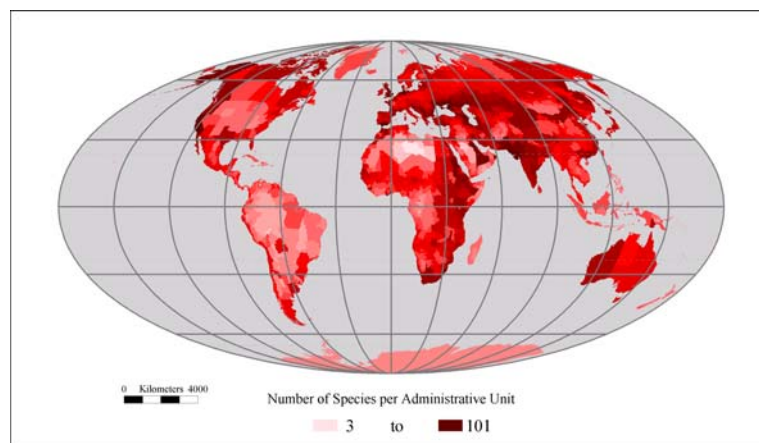 0 Kilometers 4000
Number of Species per Administrative Unit
3 to 101